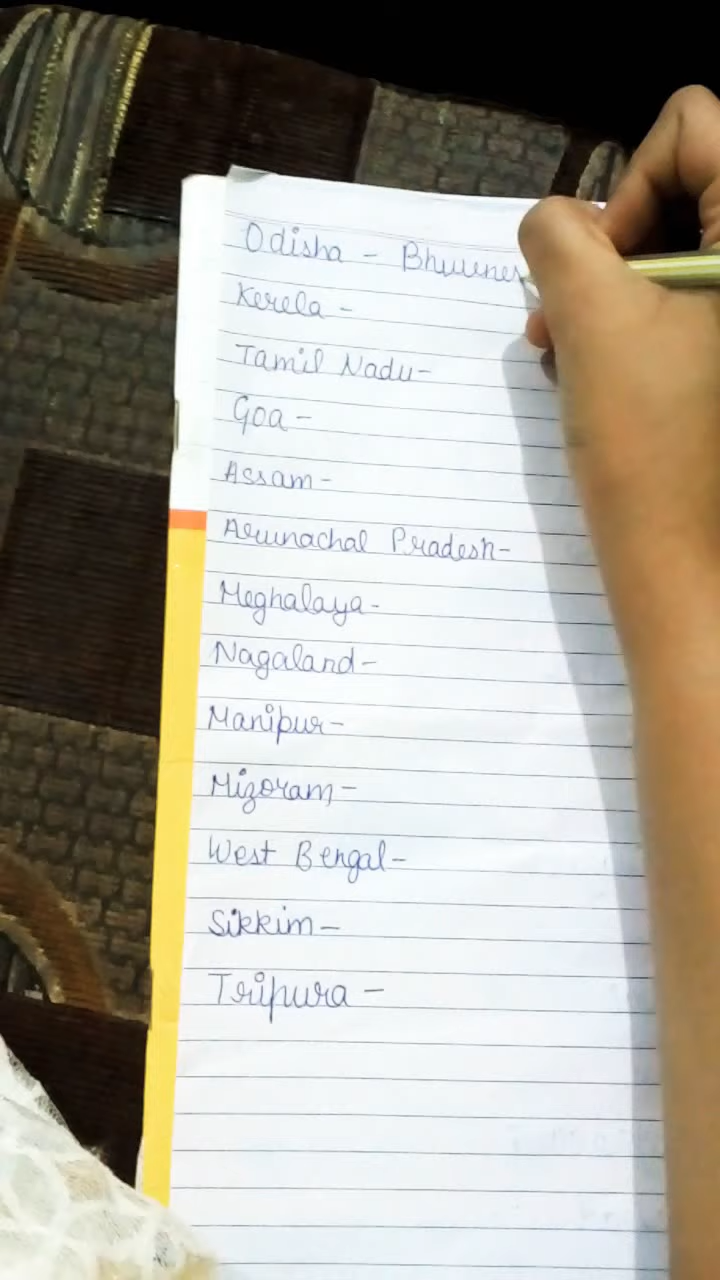 Odisha - Bhuunes
Kerela -
Tamil Nadu-
Goa -
Assam -
Arunachal Pradesh-
Meghalaya -
Nagaland -
Manipur -
Mizoram -
West Bengal -
Sikkim -
Tripura -